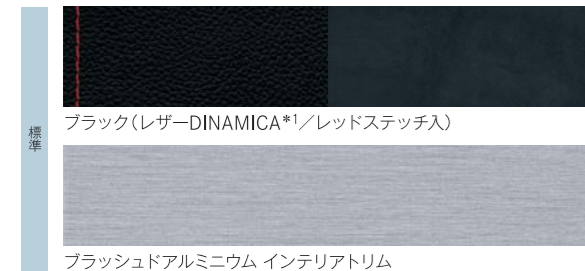 標準
ブラック（レザーDINAMICA*1／レッドステッチ入）
ブラッシュドアルミニウム インテリアトリム